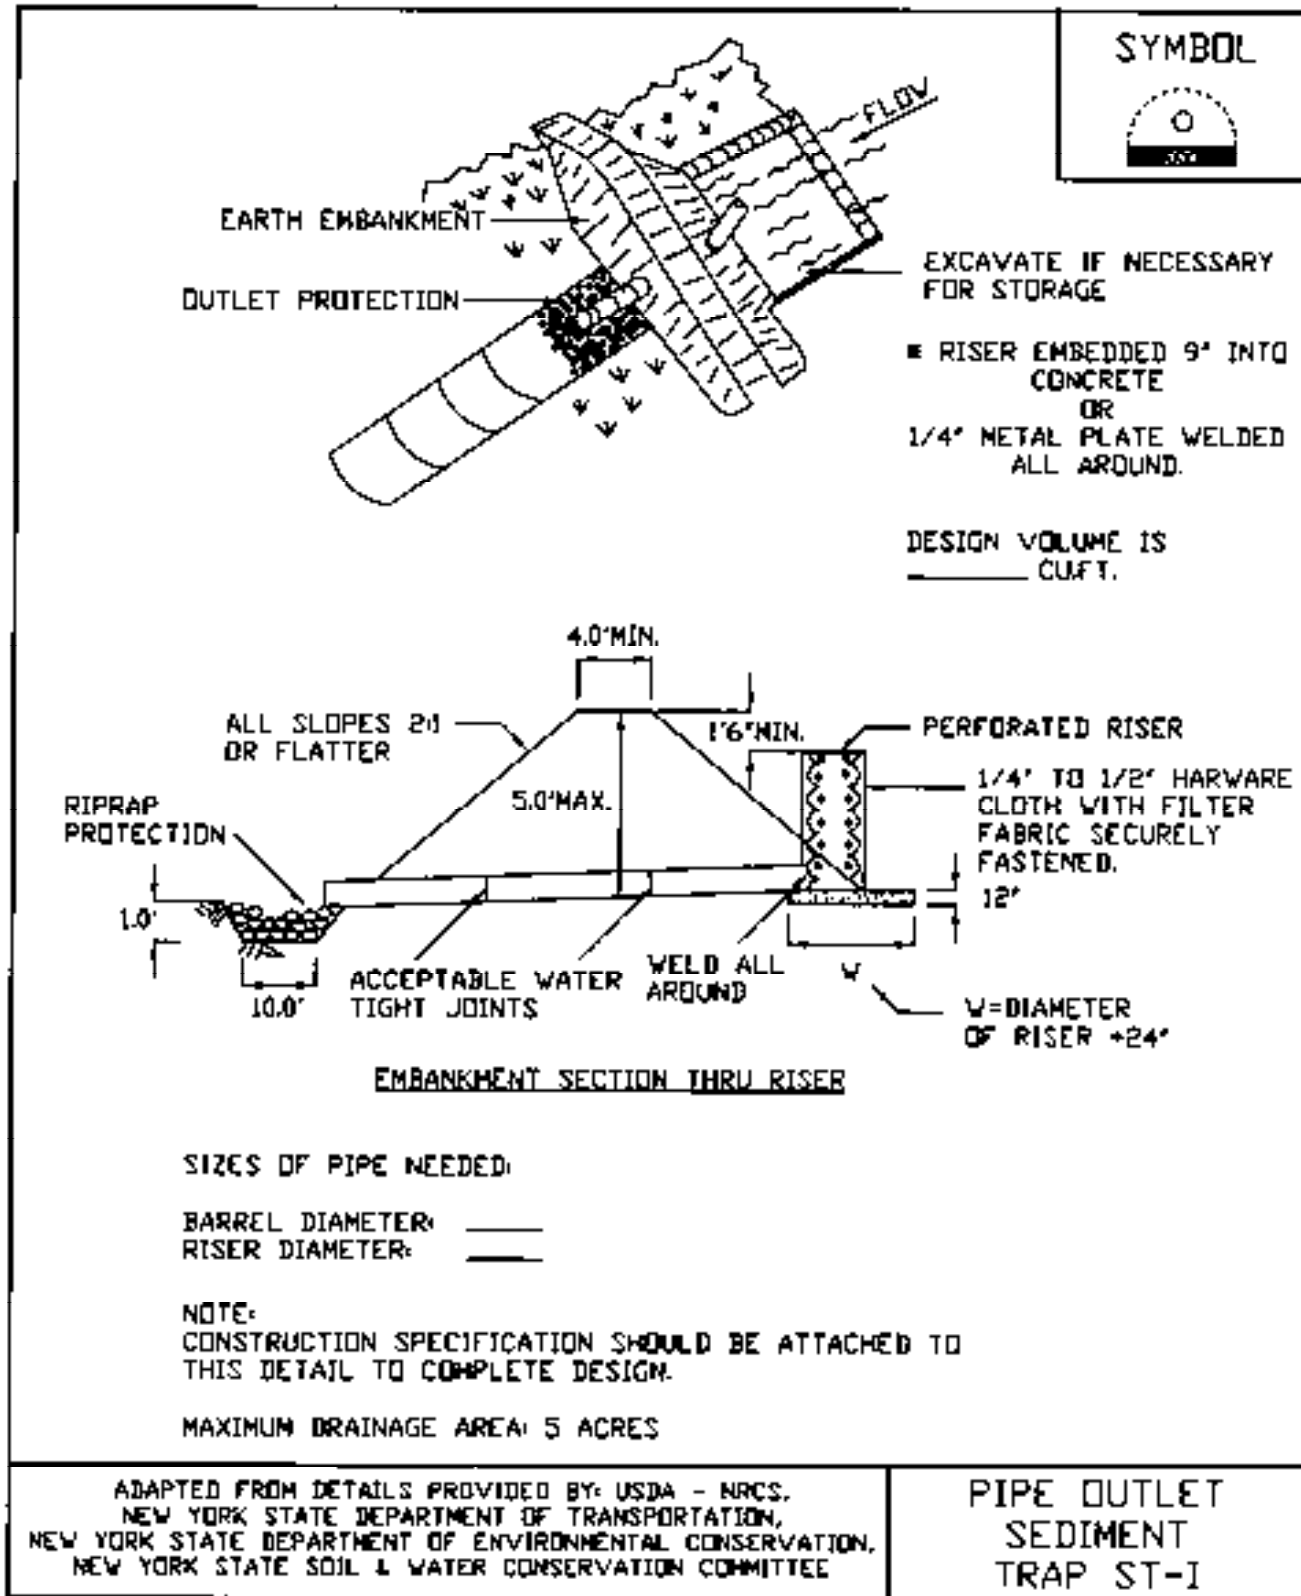 SYMBOL
FLOW
EARTH EMBANKMENT
OUTLET PROTECTION
EXCAVATE IF NECESSARY
FOR STORAGE
* RISER EMBEDDED 9" INTO
CONCRETE
OR
1/4" METAL PLATE WELDED
ALL AROUND.
DESIGN VOLUME IS
______ CU.FT.
4.0'MIN.
ALL SLOPES 2:1
OR FLATTER
1'6"MIN.
PERFORATED RISER
5.0'MAX.
1/4" TO 1/2" HARWARE
CLOTH WITH FILTER
FABRIC SECURELY
FASTENED.
RIPRAP
PROTECTION
12"
1.0'
10.0'
ACCEPTABLE WATER
TIGHT JOINTS
WELD ALL
AROUND
W
W=DIAMETER
OF RISER +24"
EMBANKMENT SECTION THRU RISER
SIZES OF PIPE NEEDED:
BARREL DIAMETER: ____
RISER DIAMETER: ____
NOTE:
CONSTRUCTION SPECIFICATION SHOULD BE ATTACHED TO
THIS DETAIL TO COMPLETE DESIGN.
MAXIMUM DRAINAGE AREA: 5 ACRES
ADAPTED FROM DETAILS PROVIDED BY: USDA - NRCS,
NEW YORK STATE DEPARTMENT OF TRANSPORTATION,
NEW YORK STATE DEPARTMENT OF ENVIRONMENTAL CONSERVATION,
NEW YORK STATE SOIL & WATER CONSERVATION COMMITTEE
PIPE OUTLET
SEDIMENT
TRAP ST-I